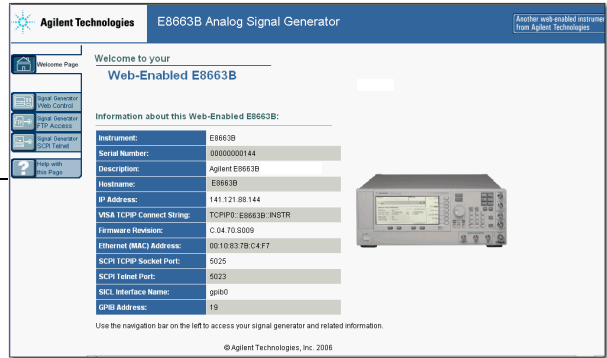 Agilent Technologies
E8663B Analog Signal Generator
Another web-enabled instrume
from Agilent Technologies
Welcome Page
Signal Generator
Web Control
Signal Generator
FTP Access
Signal Generator
SCPI Telnet
Help with
this Page
Welcome to your
Web-Enabled E8663B
Information about this Web-Enabled E8663B:
Instrument: E8663B
Serial Number: 00000000144
Description: Agilent E8663B
Hostname: E8663B
IP Address: 141.121.88.144
VISA TCPIP Connect String: TCPIP0::E8663B::INSTR
Firmware Revision: C.04.70.S009
Ethernet (MAC) Address: 00:10:83:7B:C4:F7
SCPI TCPIP Socket Port: 5025
SCPI Telnet Port: 5023
SICL Interface Name: gpib0
GPIB Address: 19
Use the navigation bar on the left to access your signal generator and related information.
© Agilent Technologies, Inc. 2006